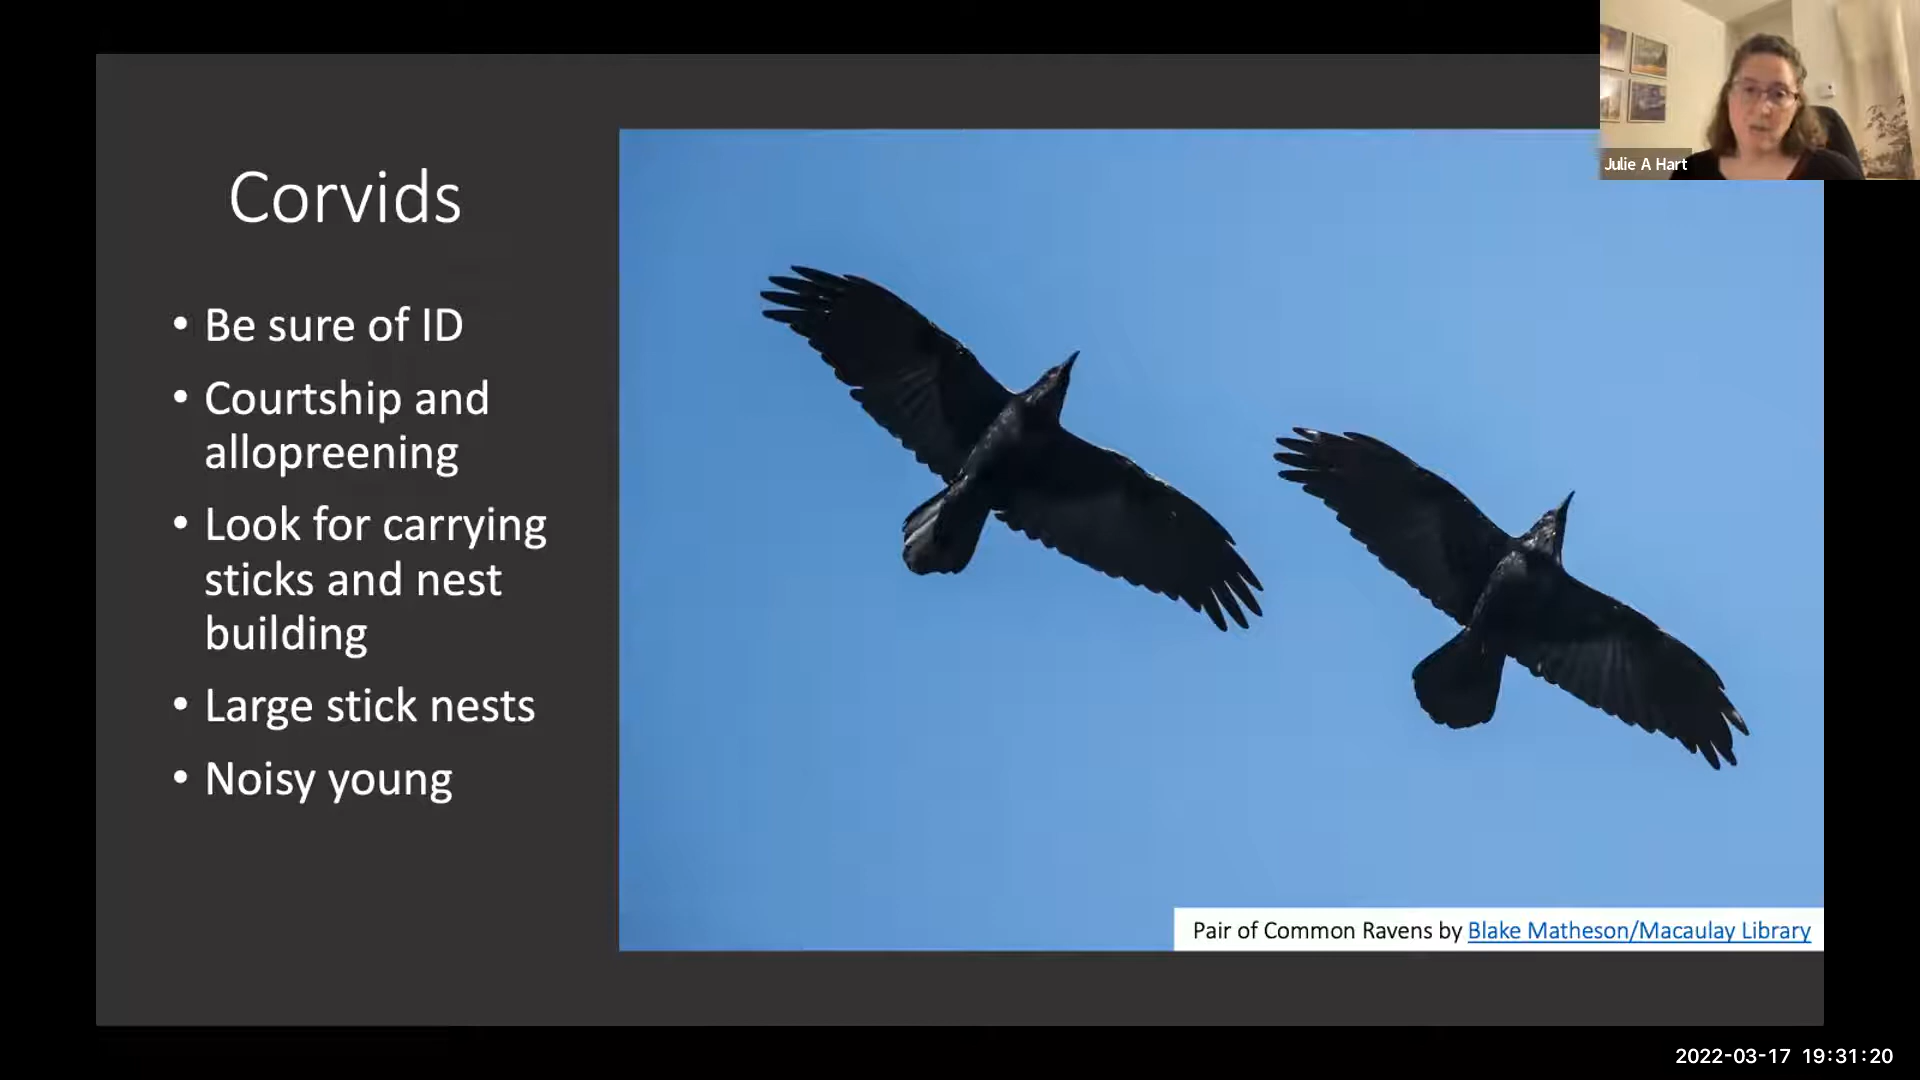 Julie A Hart
Corvids
• Be sure of ID
• Courtship and
allopreening
• Look for carrying
sticks and nest
building
• Large stick nests
• Noisy young
Pair of Common Ravens by Blake Matheson/Macaulay Library
2022-03-17 19:31:20